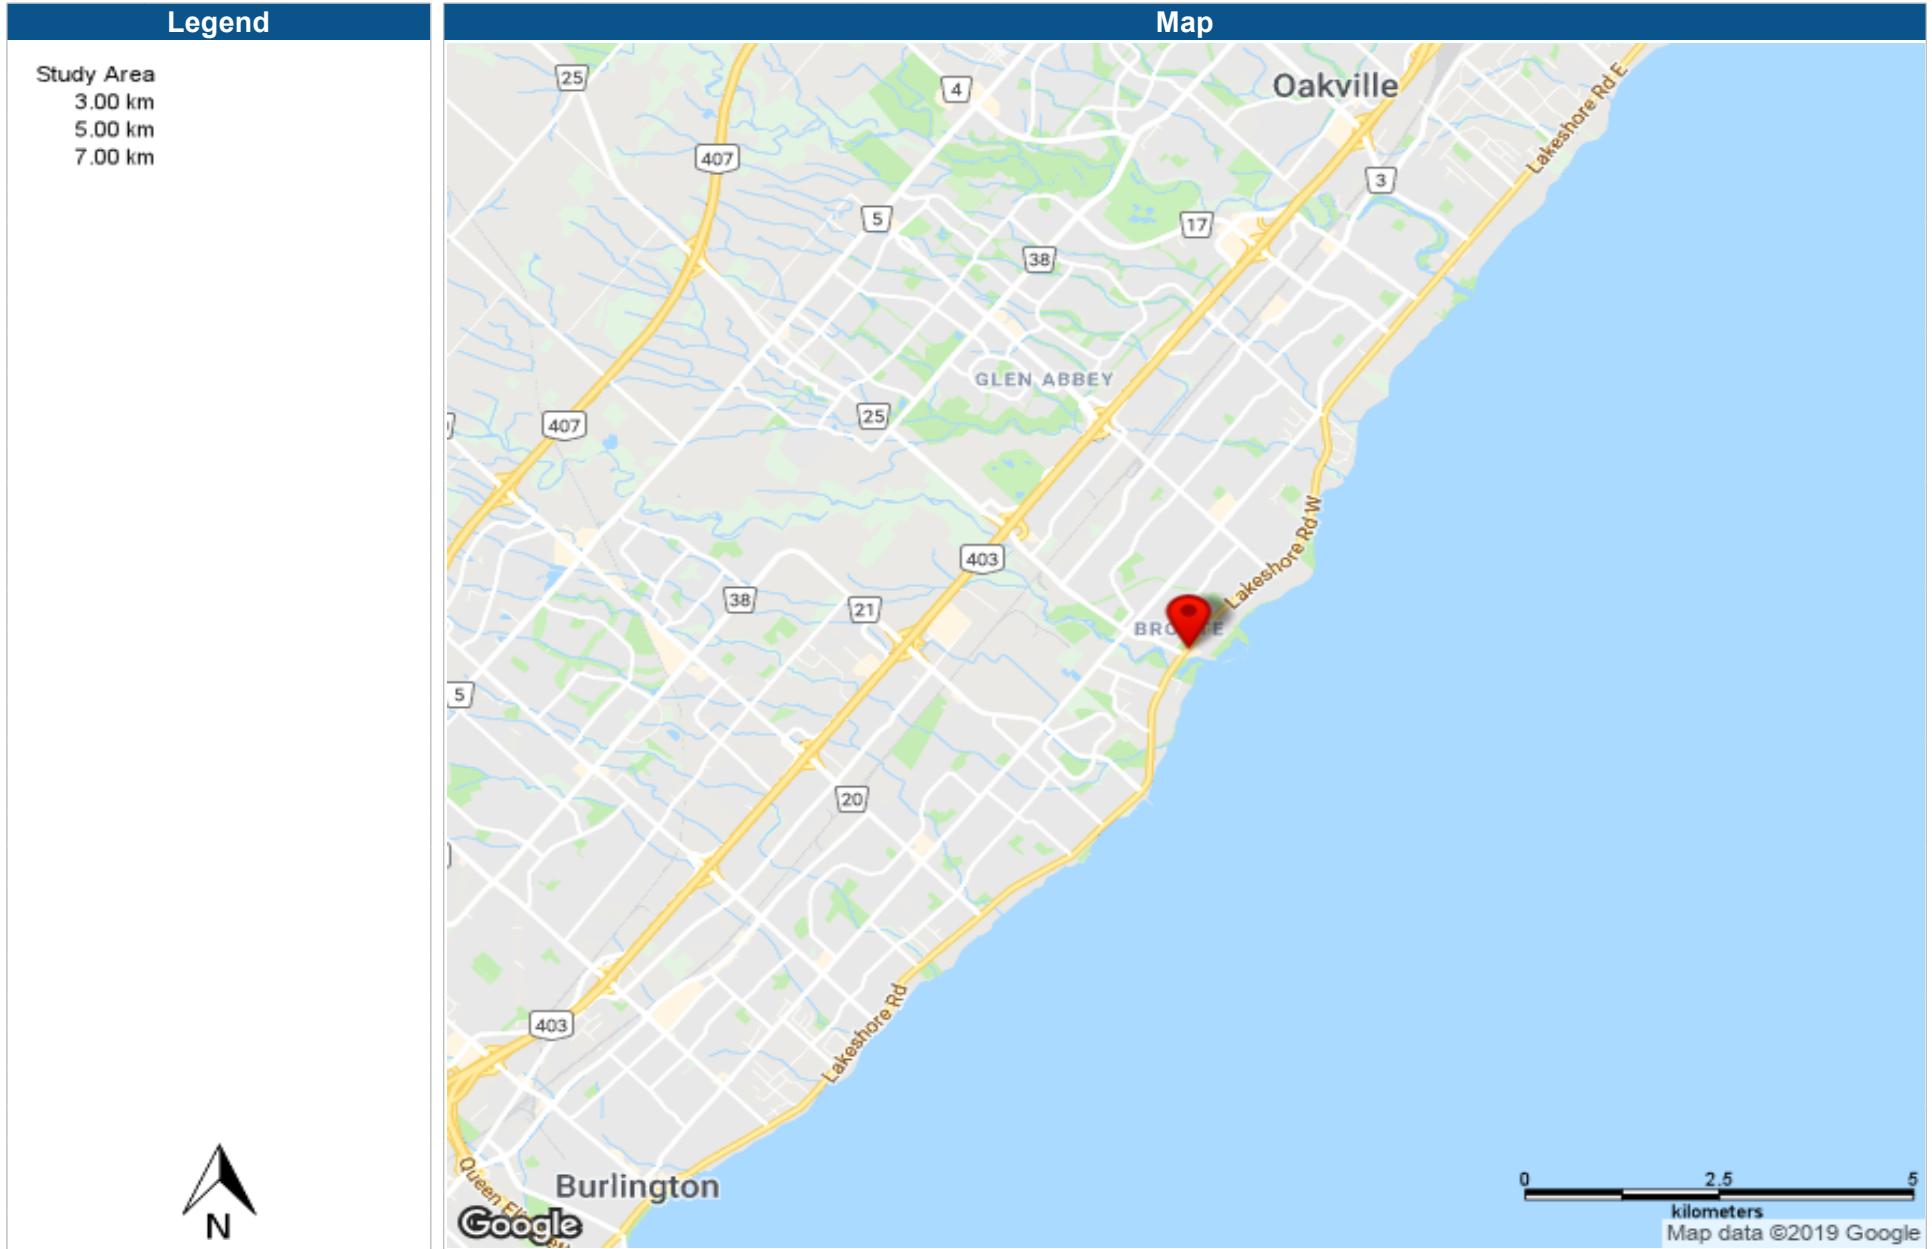 Legend
Map
Study Area
3.00 km
5.00 km
7.00 km
N
25
4
Oakville
Lakeshore Rd E
407
3
5
17
38
GLEN ABBEY
25
407
Lakeshore Rd W
403
38
21
5
20
Lakeshore Rd
403
Burlington
Queen
Google
0 2.5 5
kilometers
Map data ©2019 Google